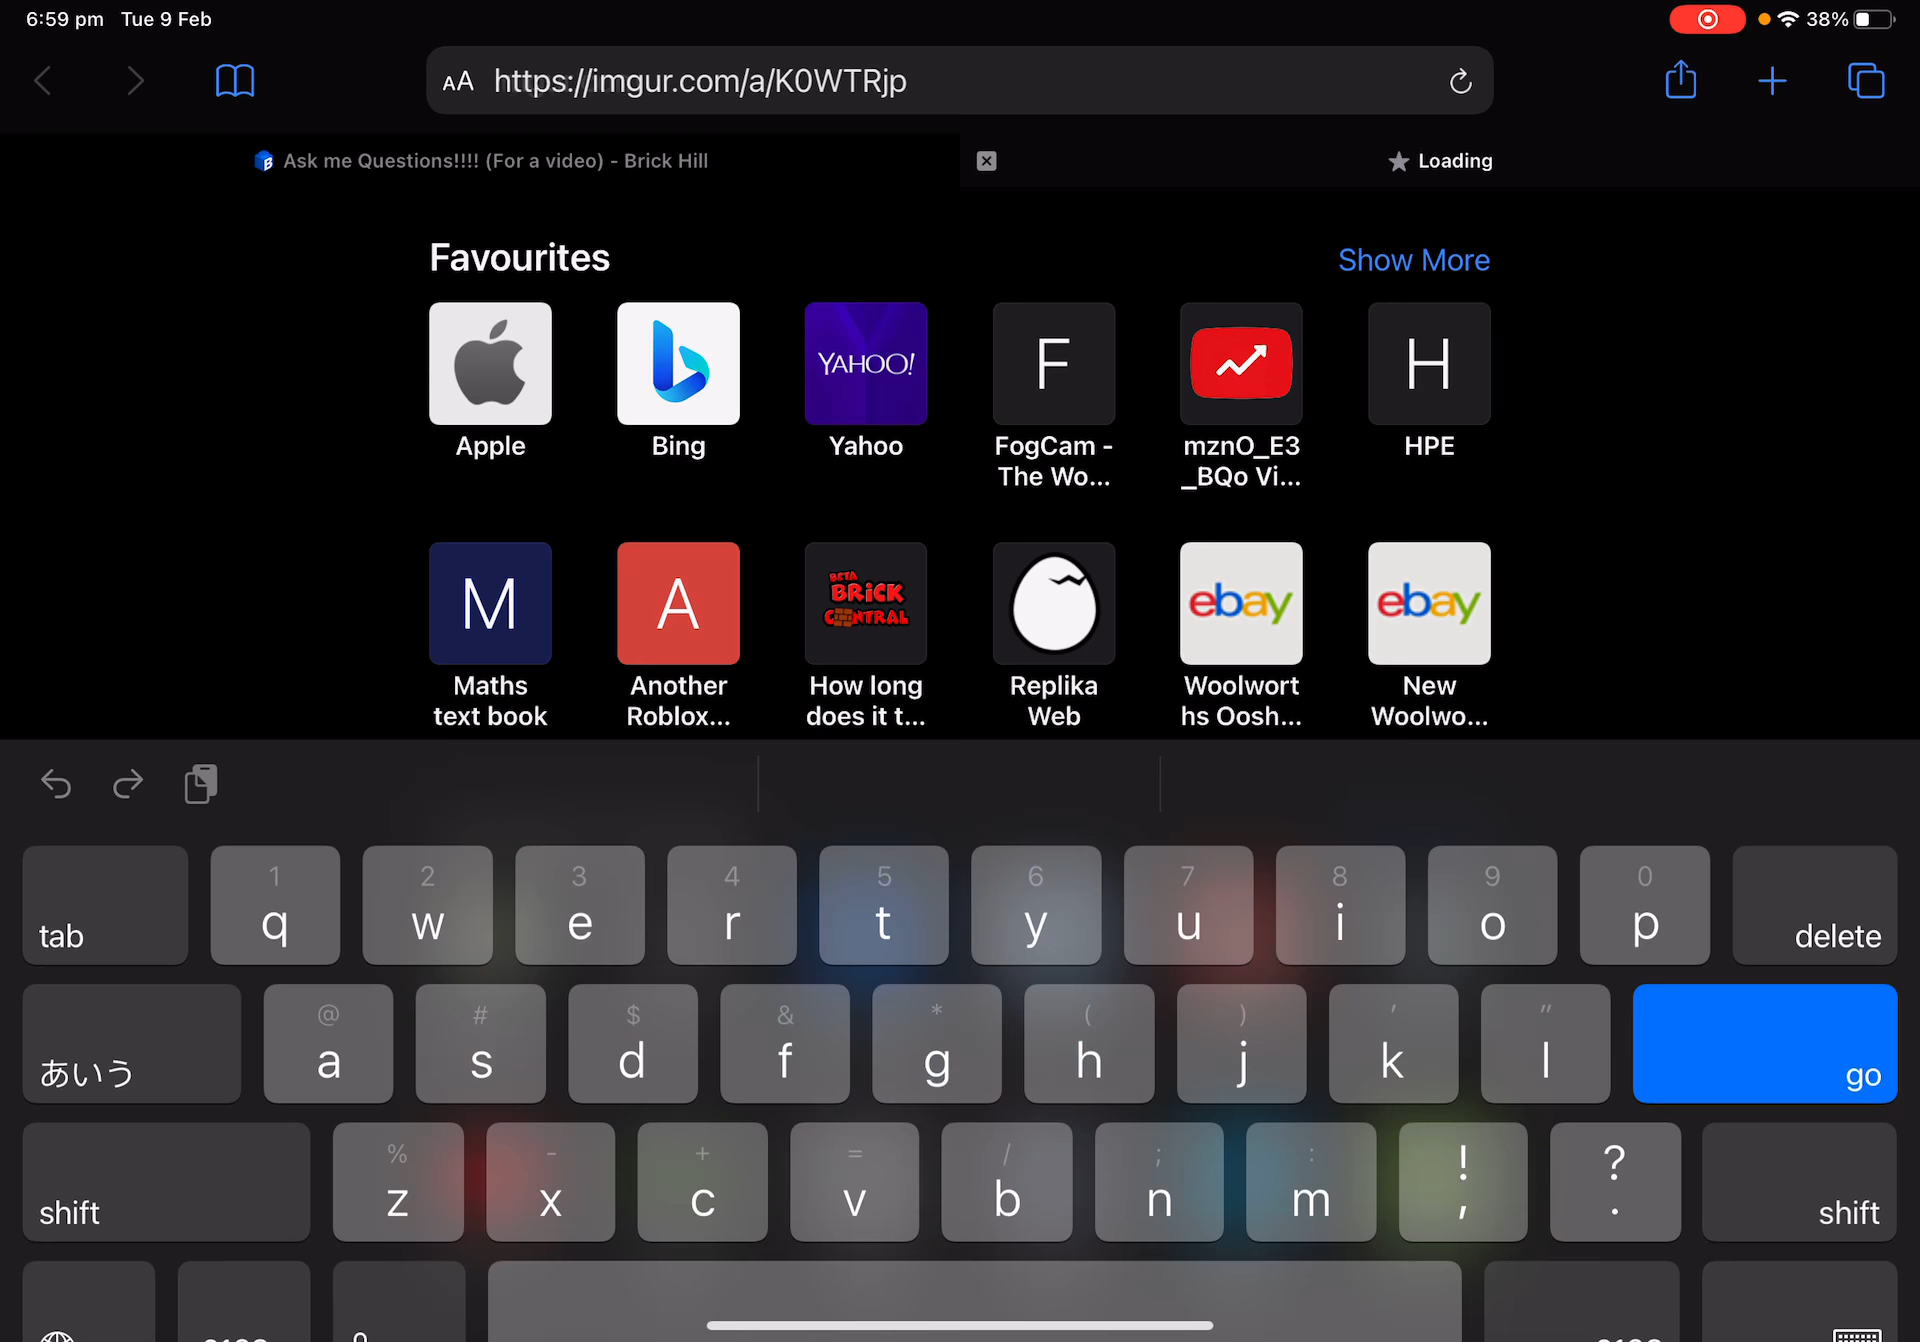 6:59 pm Tue 9 Feb
38%
AA https://imgur.com/a/K0WTRjp
Ask me Questions!!!! (For a video) - Brick Hill
Loading
Favourites
Show More
YAHOO!
F
H
Apple
Bing
Yahoo
FogCam -
The Wo...
mznO_E3
_BQo Vi...
HPE
M
A
BETA
BRICK
CENTRAL
ebay
ebay
Maths
text book
Another
Roblox...
How long
does it t...
Replika
Web
Woolwort
hs Oosh...
New
Woolwo...
1 2 3 4 5 6 7 8 9 0
tab q w e r t y u i o p delete
@ # $ & * ( ) ' "
あいう a s d f g h j k l go
% - + = / ; : ! ?
shift z x c v b n m , . shift